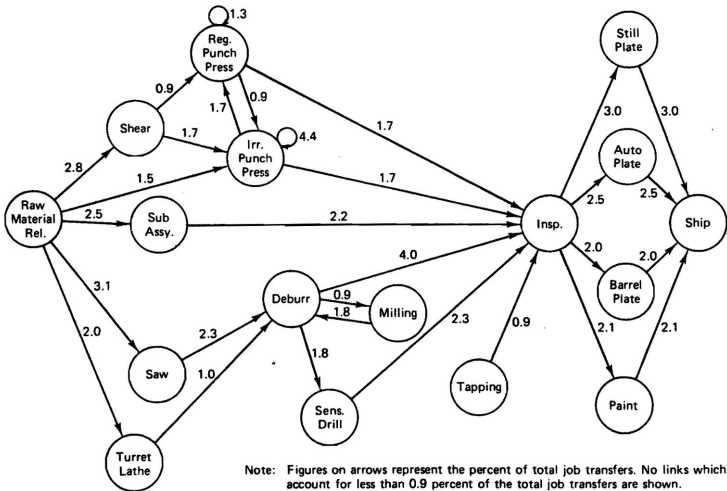 1.3
Reg.
Punch
Press
Still
Plate
0.9
0.9
1.7
Shear
1.7
4.4
1.7
3.0
3.0
Irr.
Punch
Press
Auto
Plate
2.8
1.5
1.7
2.5
2.5
Raw
Material
Rel.
2.5
Sub
Assy.
2.2
Insp.
Ship
2.0
2.0
4.0
3.1
Deburr
0.9
Milling
1.8
Barrel
Plate
2.0
2.3
2.3
2.1
2.1
1.8
0.9
Saw
1.0
Tapping
Paint
Sens.
Drill
Turret
Lathe
Note: Figures on arrows represent the percent of total job transfers. No links which
account for less than 0.9 percent of the total job transfers are shown.